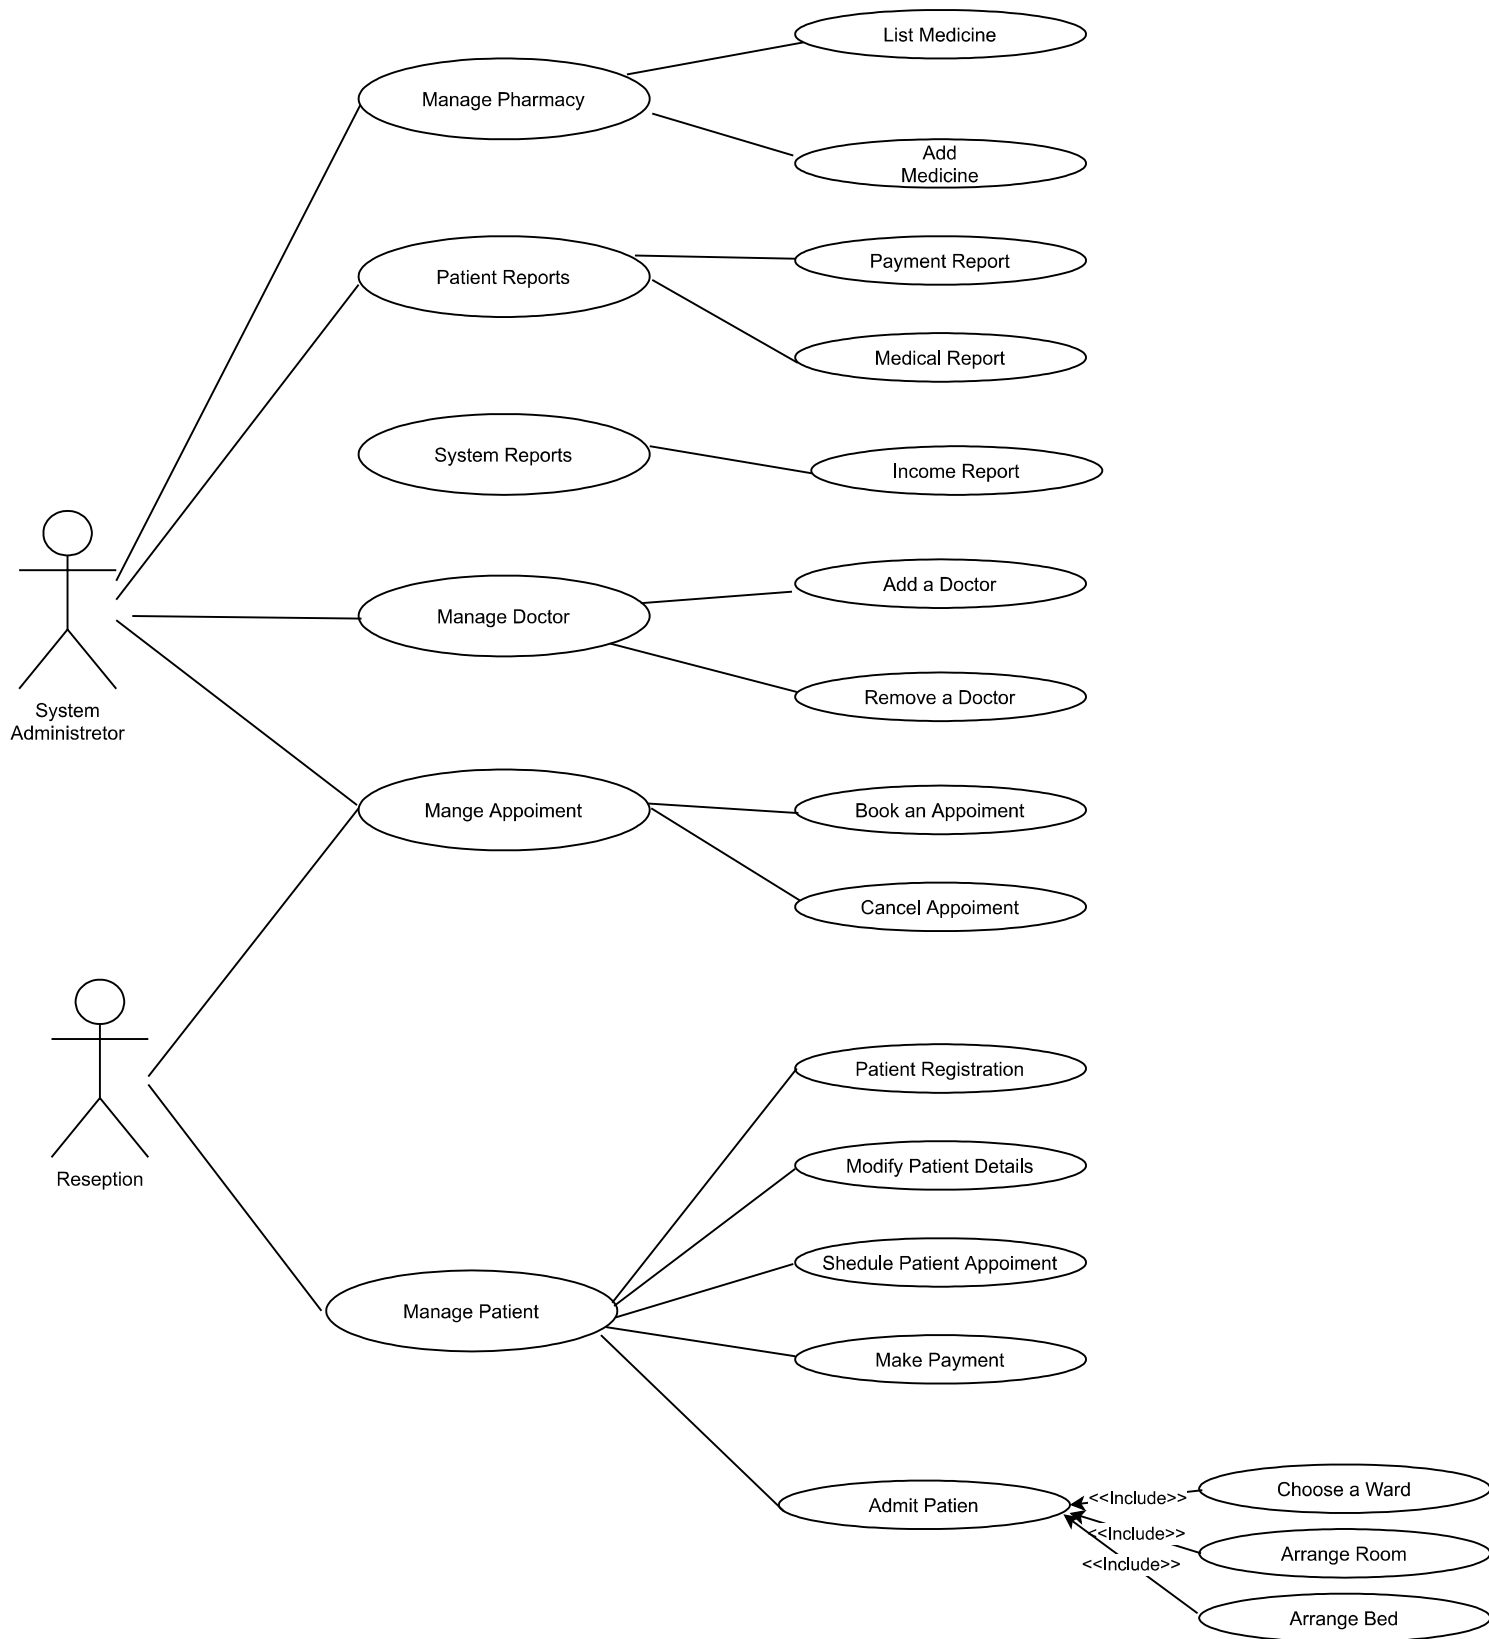 List Medicine
Manage Pharmacy
Add
Medicine
Patient Reports
Payment Report
Medical Report
System Reports
Income Report
Add a Doctor
Manage Doctor
Remove a Doctor
System
Administretor
Mange Appoiment
Book an Appoiment
Cancel Appoiment
Patient Registration
Modify Patient Details
Reseption
Shedule Patient Appoiment
Manage Patient
Make Payment
Admit Patien
<<Include>>
Choose a Ward
<<Include>>
Arrange Room
<<Include>>
Arrange Bed